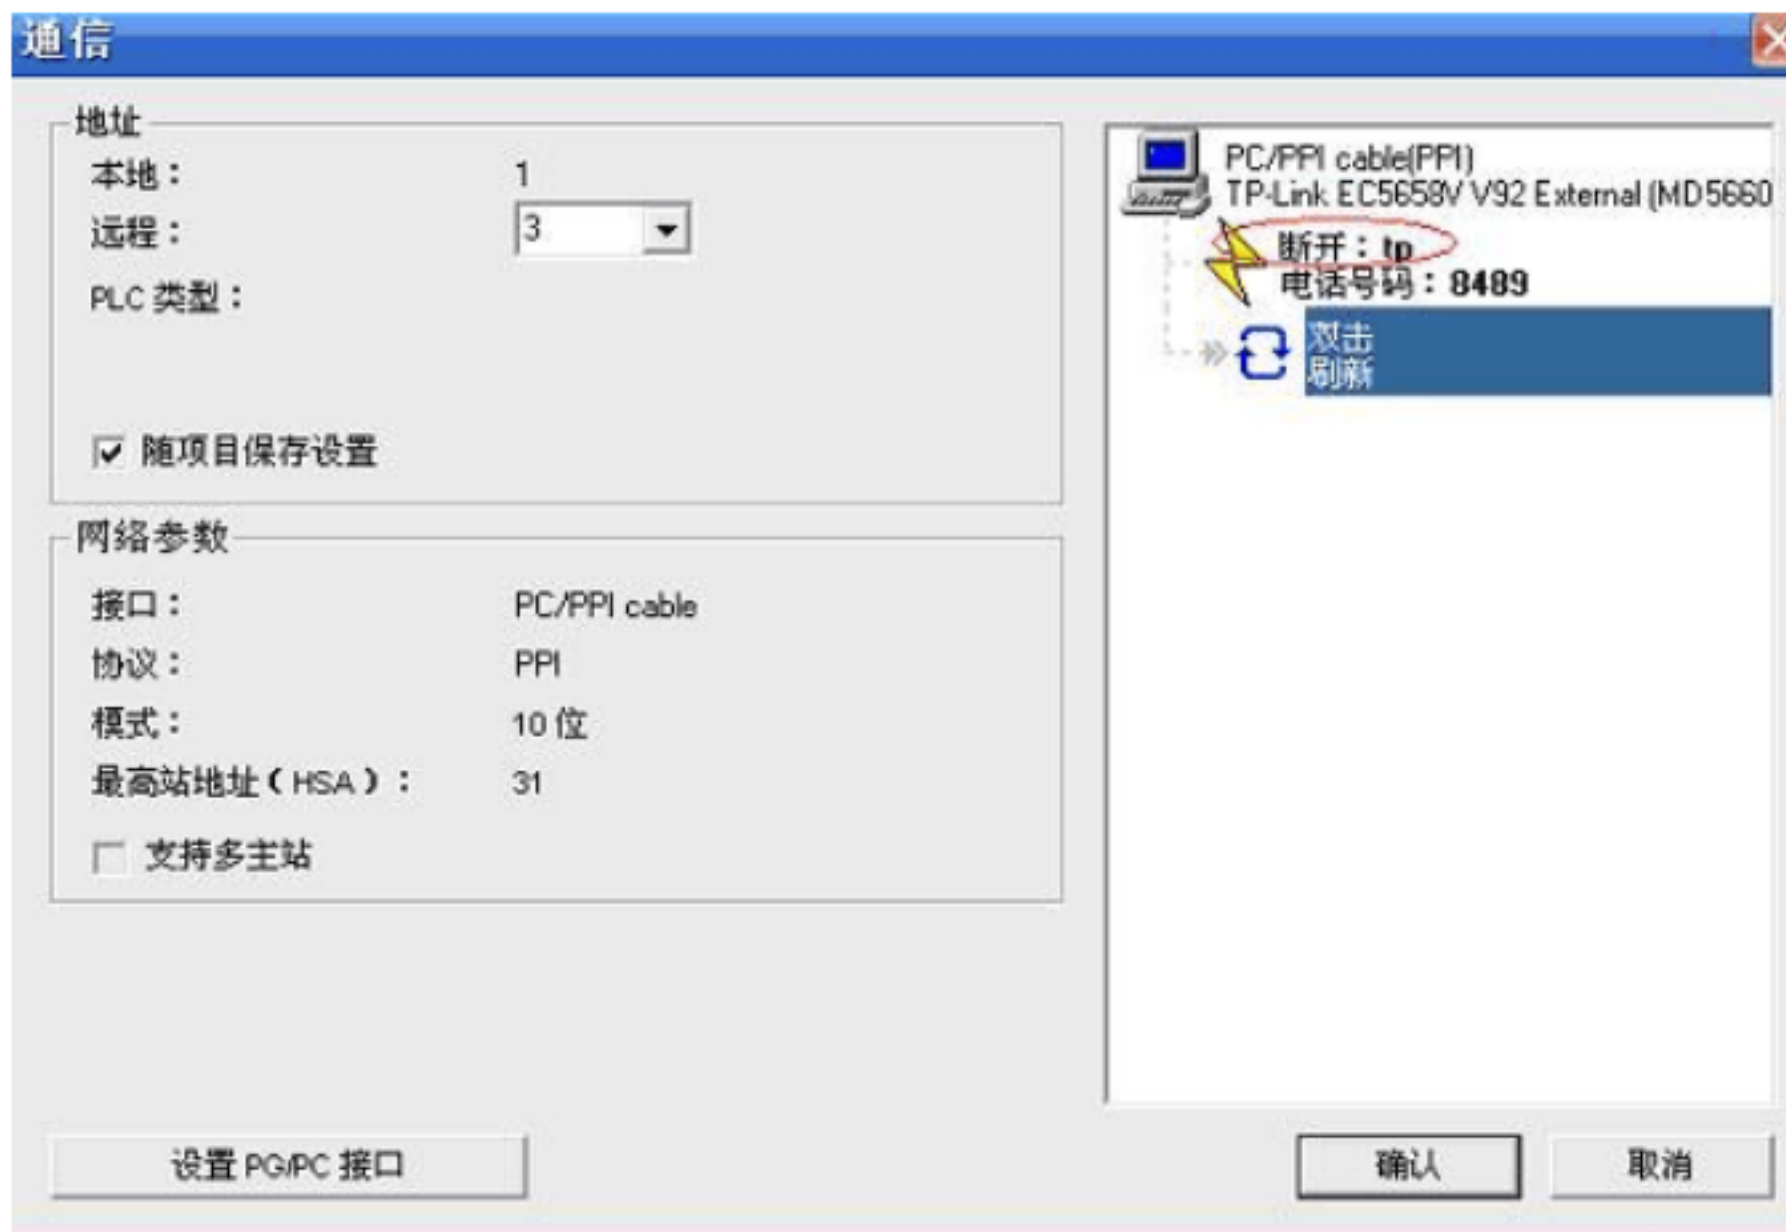 通信
地址
本地： 1
远程： 3
PLC 类型：
随项目保存设置
网络参数
接口： PC/PPI cable
协议： PPI
模式： 10 位
最高站地址（HSA）： 31
支持多主站
设置 PG/PC 接口
PC/PPI cable(PPI)
TP-Link EC5658V V92 External (MD5660
断开：tp
电话号码：8489
双击
刷新
确认
取消